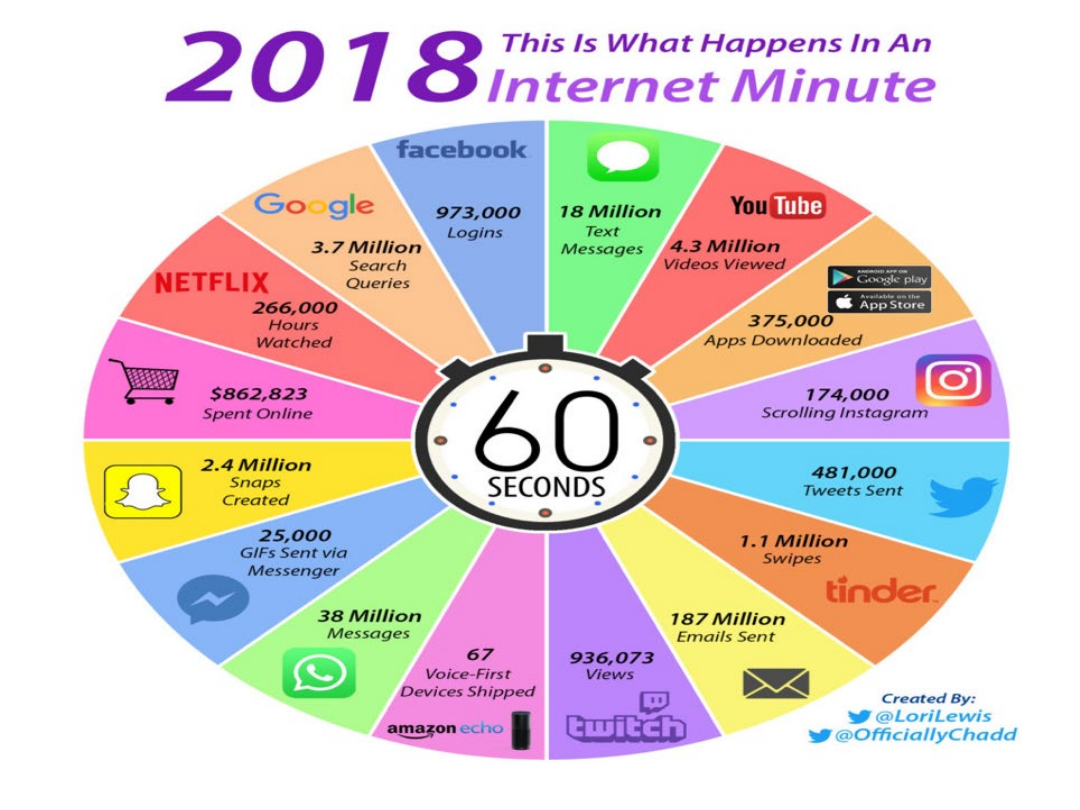 2018
This Is What Happens In An
Internet Minute
facebook
973,000
Logins
18 Million
Text
Messages
YouTube
4.3 Million
Videos Viewed
ANDROID APP ON
Google play
Available on the
App Store
375,000
Apps Downloaded
174,000
Scrolling Instagram
481,000
Tweets Sent
1.1 Million
Swipes
tinder
187 Million
Emails Sent
936,073
Views
twitch
67
Voice-First
Devices Shipped
amazon echo
38 Million
Messages
25,000
GIFs Sent via
Messenger
2.4 Million
Snaps
Created
$862,823
Spent Online
NETFLIX
266,000
Hours
Watched
Google
3.7 Million
Search
Queries
60
SECONDS
Created By:
@LoriLewis
@OfficiallyChadd